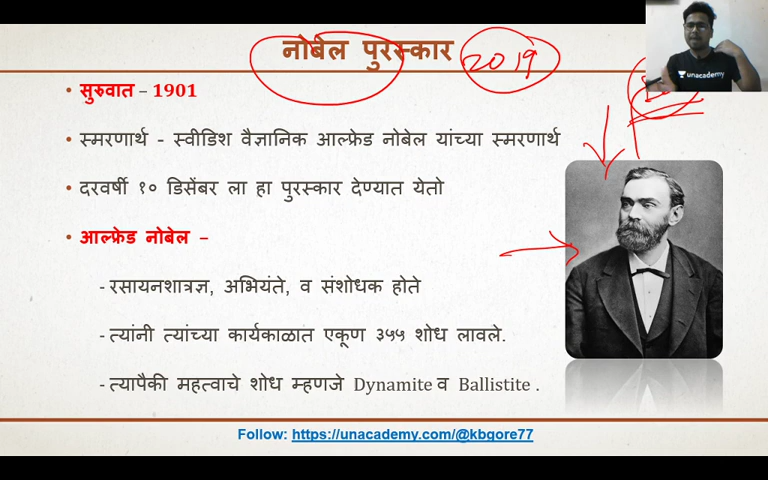 नोबेल पुरस्कार 2019
unacademy
• सुरुवात – 1901
• स्मरणार्थ - स्वीडिश वैज्ञानिक आल्फ्रेड नोबेल यांच्या स्मरणार्थ
• दरवर्षी १० डिसेंबर ला हा पुरस्कार देण्यात येतो
• आल्फ्रेड नोबेल –
- रसायनशात्रज्ञ, अभियंते, व संशोधक होते
- त्यांनी त्यांच्या कार्यकाळात एकूण ३५५ शोध लावले.
- त्यापैकी महत्वाचे शोध म्हणजे Dynamite व Ballistite .
Follow: https://unacademy.com/@kbgore77